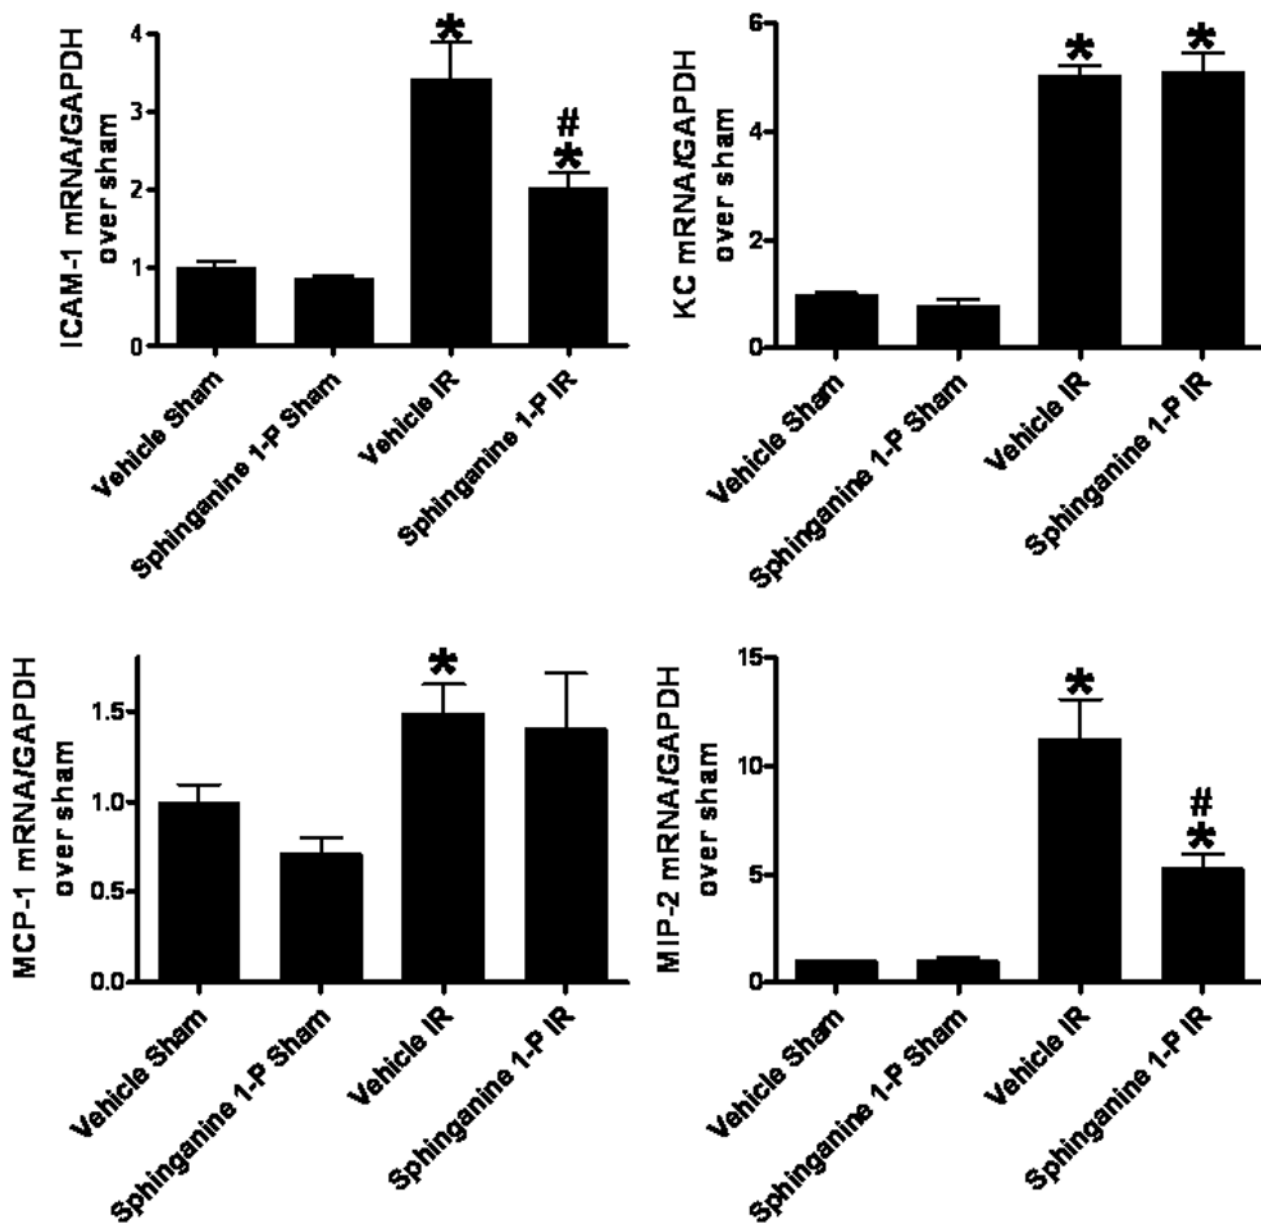 ICAM-1 mRNA/GAPDH
over sham
4
3
2
1
0
*
*
#
Vehicle Sham
Sphinganine 1-P Sham
Vehicle IR
Sphinganine 1-P IR
KC mRNA/GAPDH
over sham
6
4
2
0
*
*
Vehicle Sham
Sphinganine 1-P Sham
Vehicle IR
Sphinganine 1-P IR
MCP-1 mRNA/GAPDH
over sham
1.5
1.0
0.5
0.0
*
Vehicle Sham
Sphinganine 1-P Sham
Vehicle IR
Sphinganine 1-P IR
MIP-2 mRNA/GAPDH
over sham
15
10
5
0
*
#
*
Vehicle Sham
Sphinganine 1-P Sham
Vehicle IR
Sphinganine 1-P IR